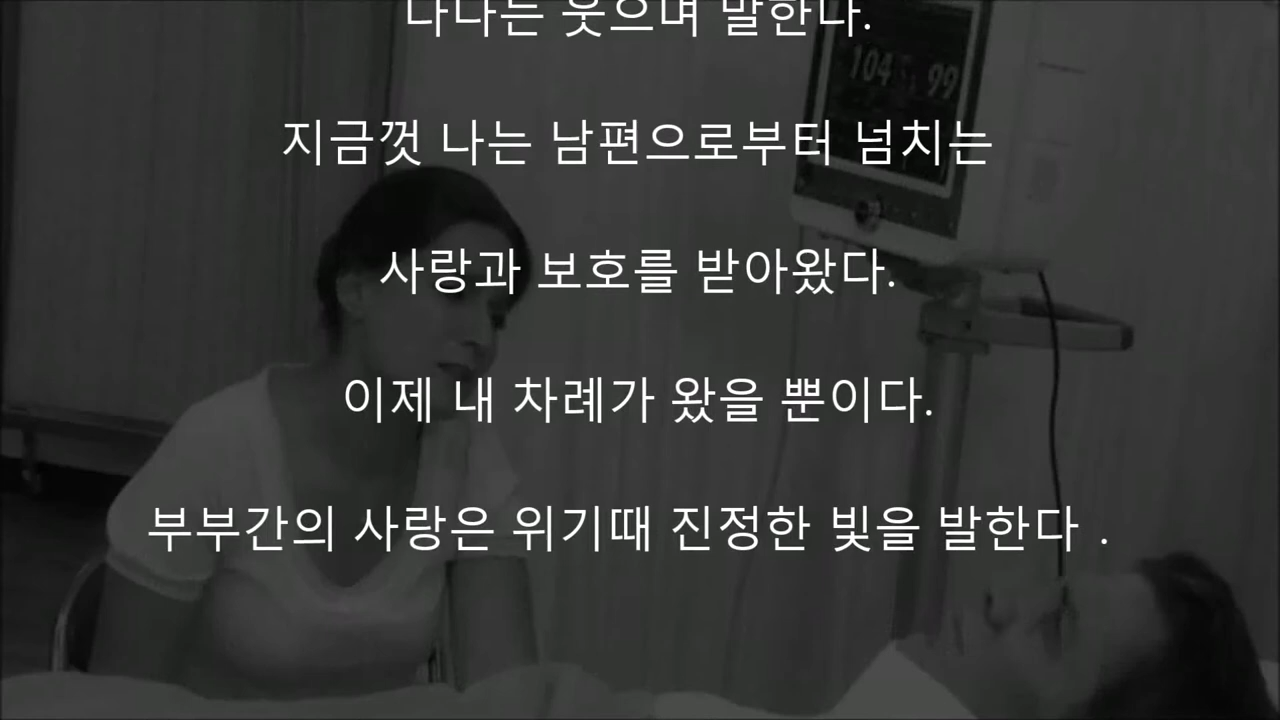 웃으며 말한다.
104 99
지금껏 나는 남편으로부터 넘치는
사랑과 보호를 받아왔다.
이제 내 차례가 왔을 뿐이다.
부부간의 사랑은 위기때 진정한 빛을 발한다 .